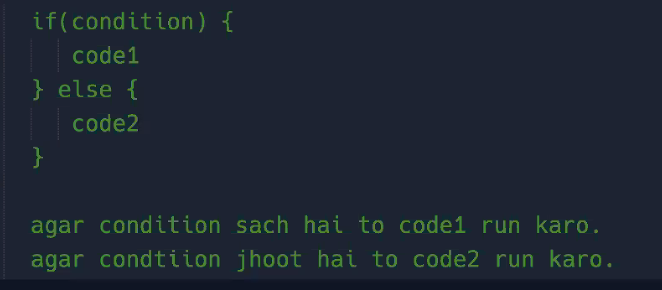 if(condition) {
code1
} else {
code2
}
agar condition sach hai to code1 run karo.
agar condtiion jhoot hai to code2 run karo.